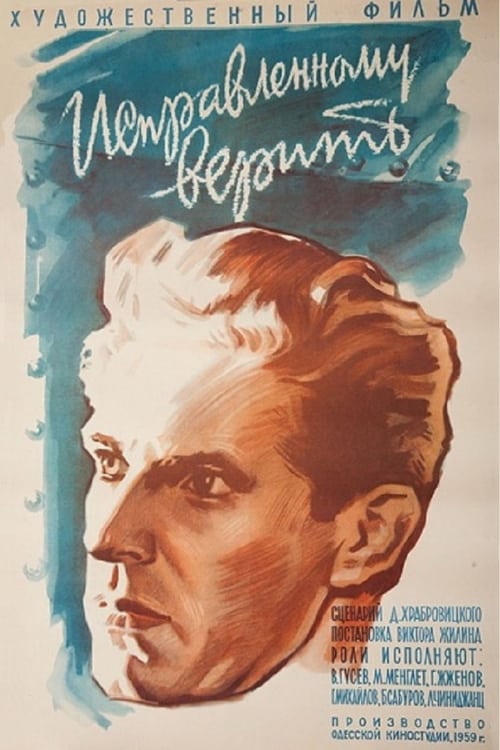 ХУДОЖЕСТВЕННЫЙ ФИЛЬМ
Исправленному
верить
СЦЕНАРИЙ Д.ХРАБРОВИЦКОГО
ПОСТАНОВКА ВИКТОРА ЖИЛИНА
РОЛИ ИСПОЛНЯЮТ:
В.ГУСЕВ, М.МЕНГЛЕТ, Г.ЖЖЕНОВ,
Г.МИХАЙЛОВ, Б.САБУРОВ, Л.ЧИНИДЖАНЦ
ПРОИЗВОДСТВО
ОДЕССКОЙ КИНОСТУДИИ, 1959 г.